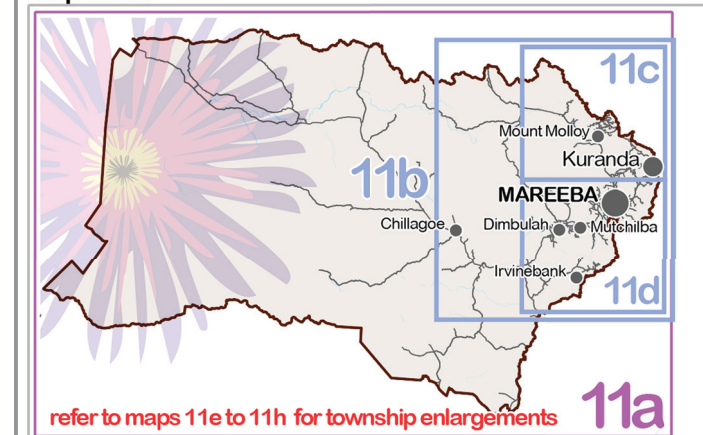 11c
Mount Molloy
Kuranda
11b
MAREEBA
Chillagoe
Dimbulah
Mutchilba
Irvinebank
11d
11a
refer to maps 11e to 11h for township enlargements